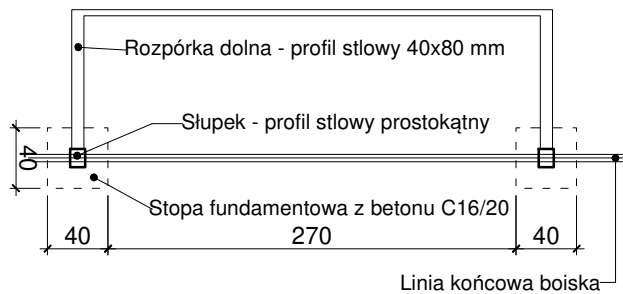 Rozpórka dolna - profil stlowy 40x80 mm
Słupek - profil stlowy prostokątny
40
Stopa fundamentowa z betonu C16/20
40 270 40
Linia końcowa boiska